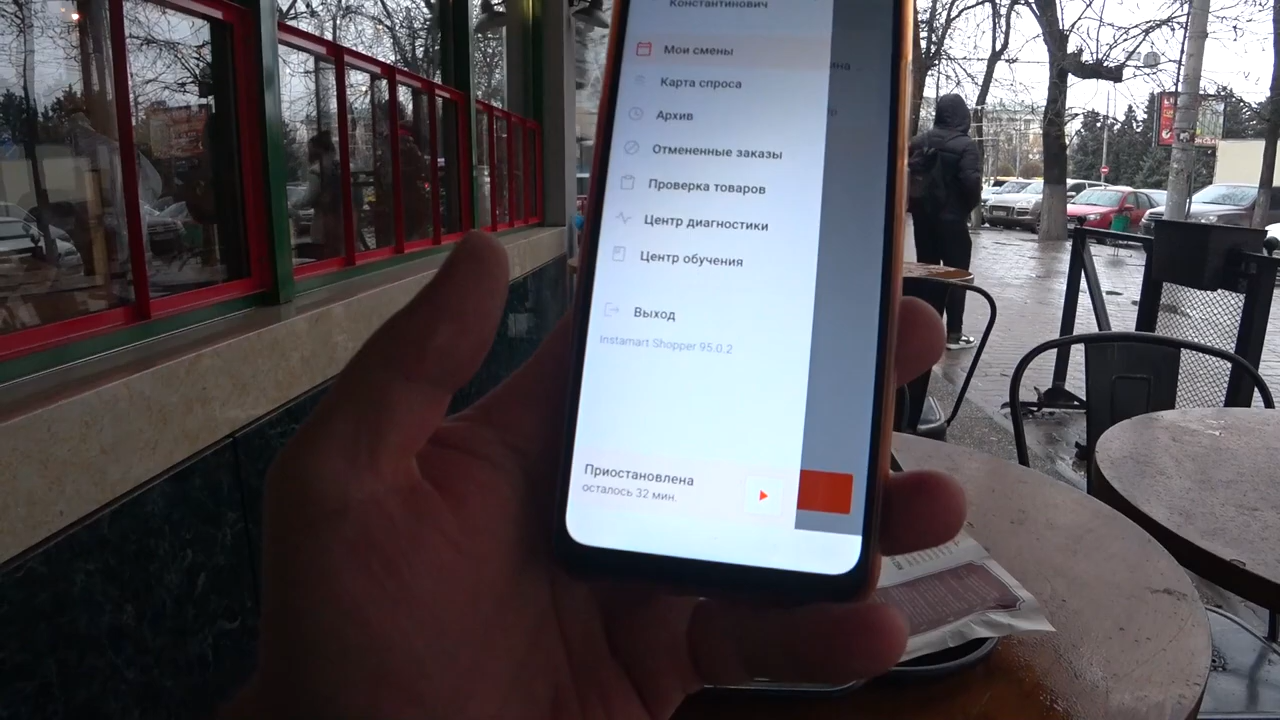 Константинович
Мои смены
Карта спроса
Архив
Отмененные заказы
Проверка товаров
Центр диагностики
Центр обучения
Выход
Instamart Shopper 95.0.2
Приостановлена
осталось 32 мин.